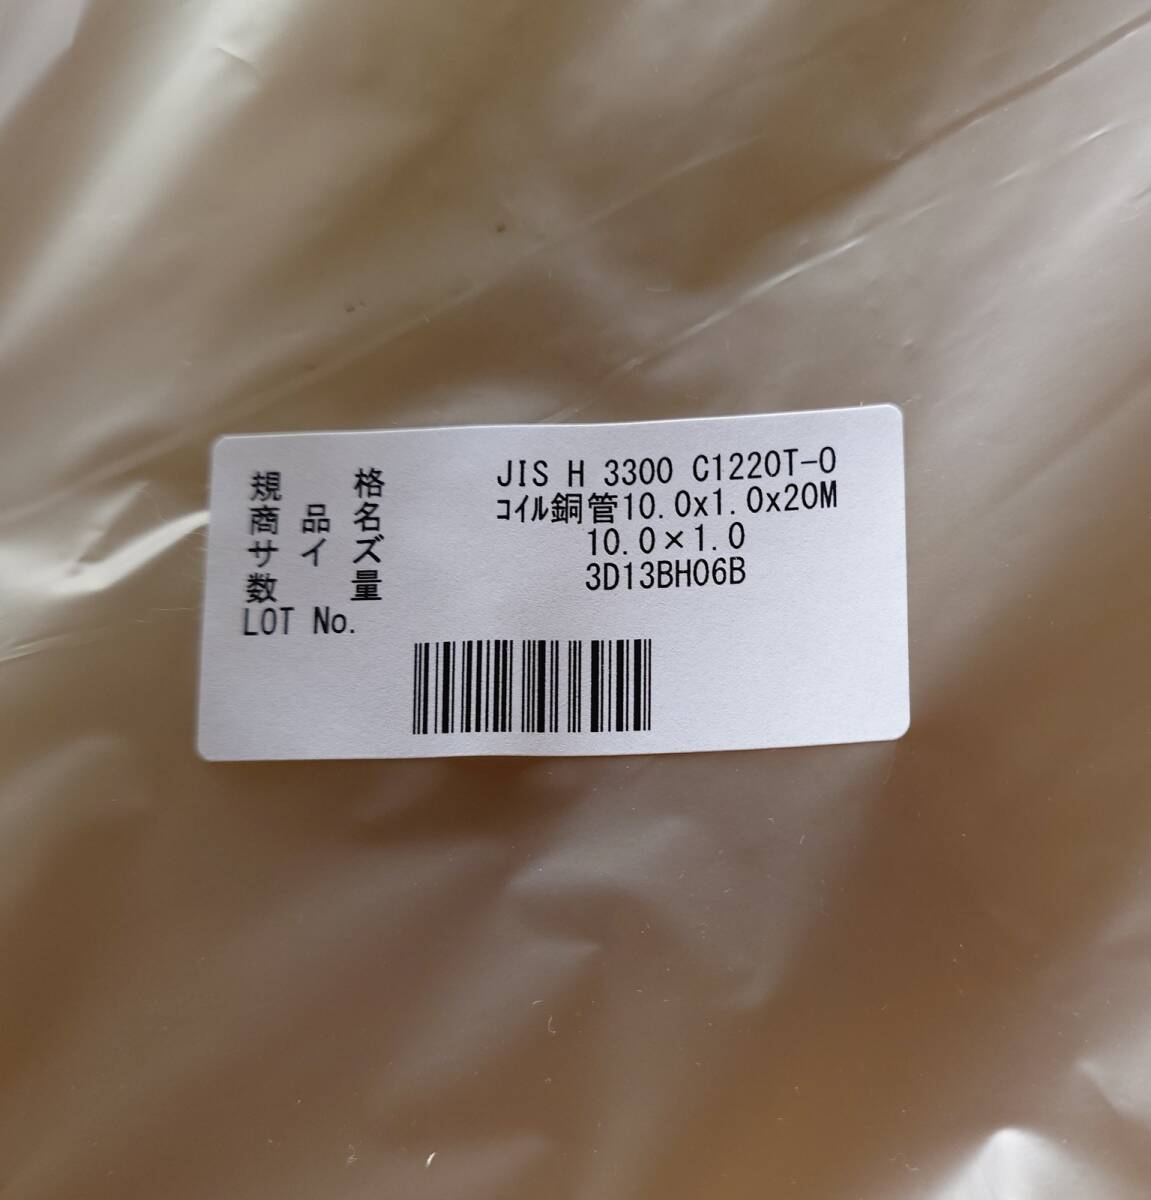 規格 JIS H 3300 C1220T-O
商品名 ｺｲﾙ銅管10.0x1.0x20M
サイズ 10.0×1.0
数量 3D13BH06B
LOT No.